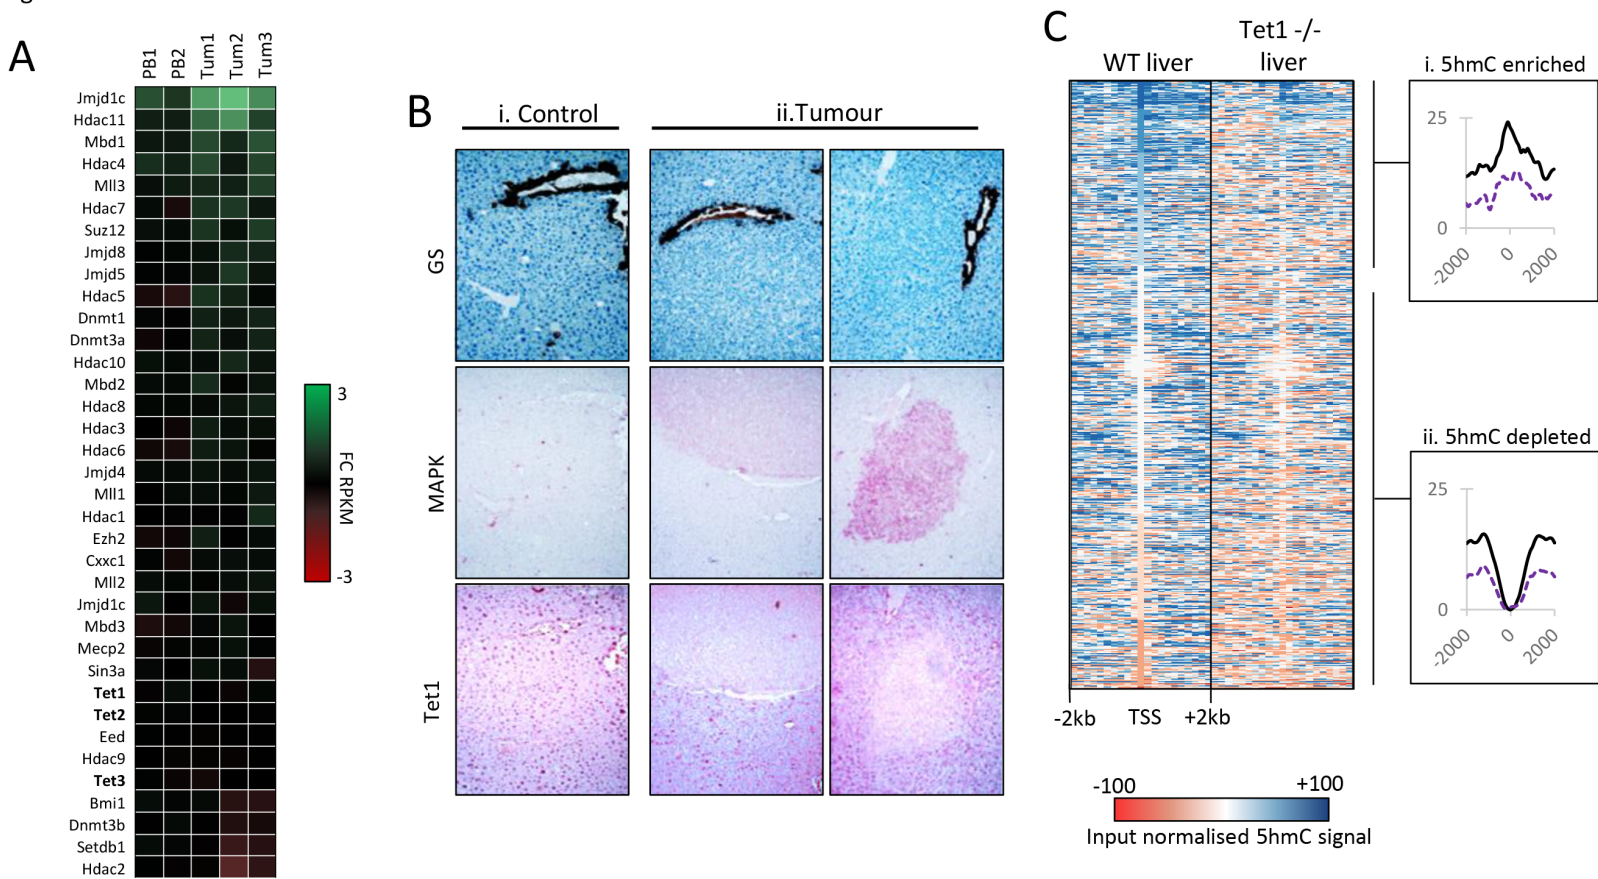 A
PB1
PB2
Tum1
Tum2
Tum3
Jmjd1c
Hdac11
Mbd1
Hdac4
Mll3
Hdac7
Suz12
Jmjd8
Jmjd5
Hdac5
Dnmt1
Dnmt3a
Hdac10
Mbd2
Hdac8
Hdac3
Hdac6
Jmjd4
Mll1
Hdac1
Ezh2
Cxxc1
Mll2
Jmjd1c
Mbd3
Mecp2
Sin3a
Tet1
Tet2
Eed
Hdac9
Tet3
Bmi1
Dnmt3b
Setdb1
Hdac2
3
FC RPKM
-3
B
i. Control
ii.Tumour
GS
MAPK
Tet1
C
WT liver
Tet1 -/-
liver
-2kb
TSS
+2kb
-100
+100
Input normalised 5hmC signal
i. 5hmC enriched
25
0
-2000
0
2000
ii. 5hmC depleted
25
0
-2000
0
2000